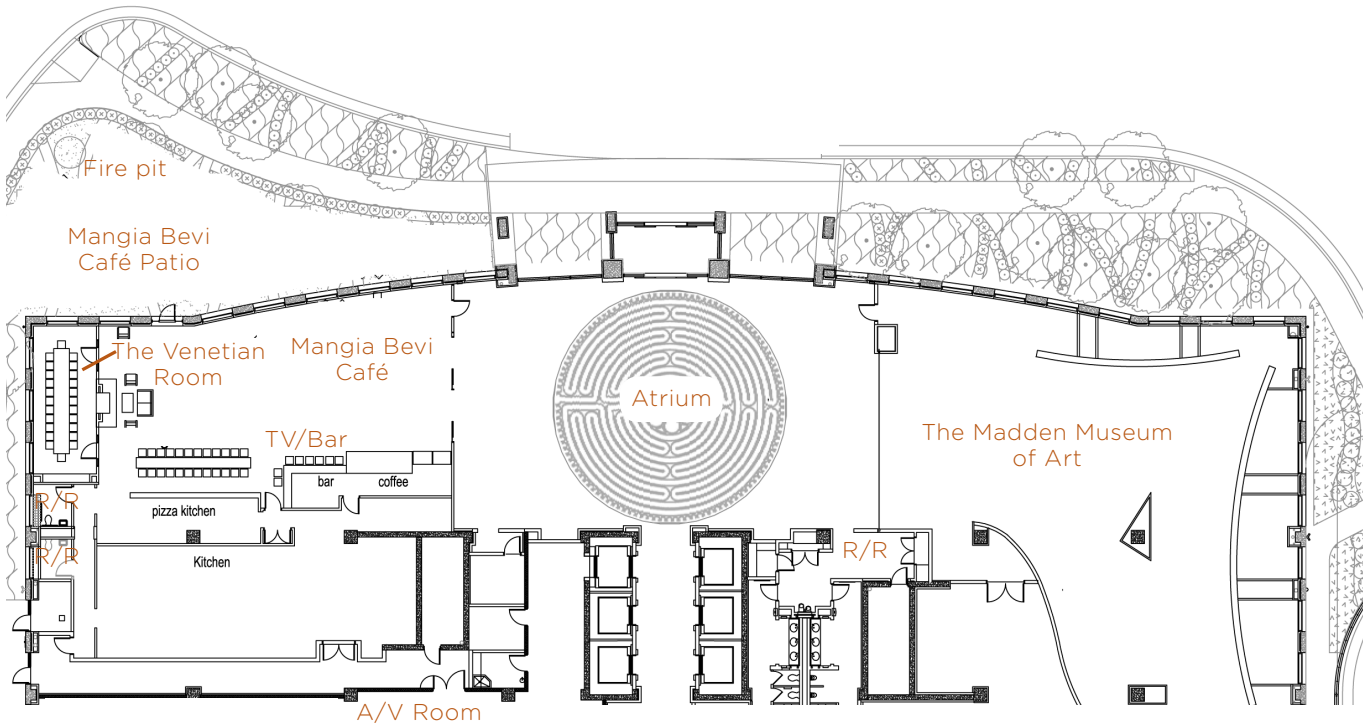 Fire pit
Mangia Bevi
Café Patio
The Venetian
Room
Mangia Bevi
Café
Atrium
TV/Bar
The Madden Museum
of Art
bar
coffee
R/R
pizza kitchen
R/R
Kitchen
R/R
A/V Room